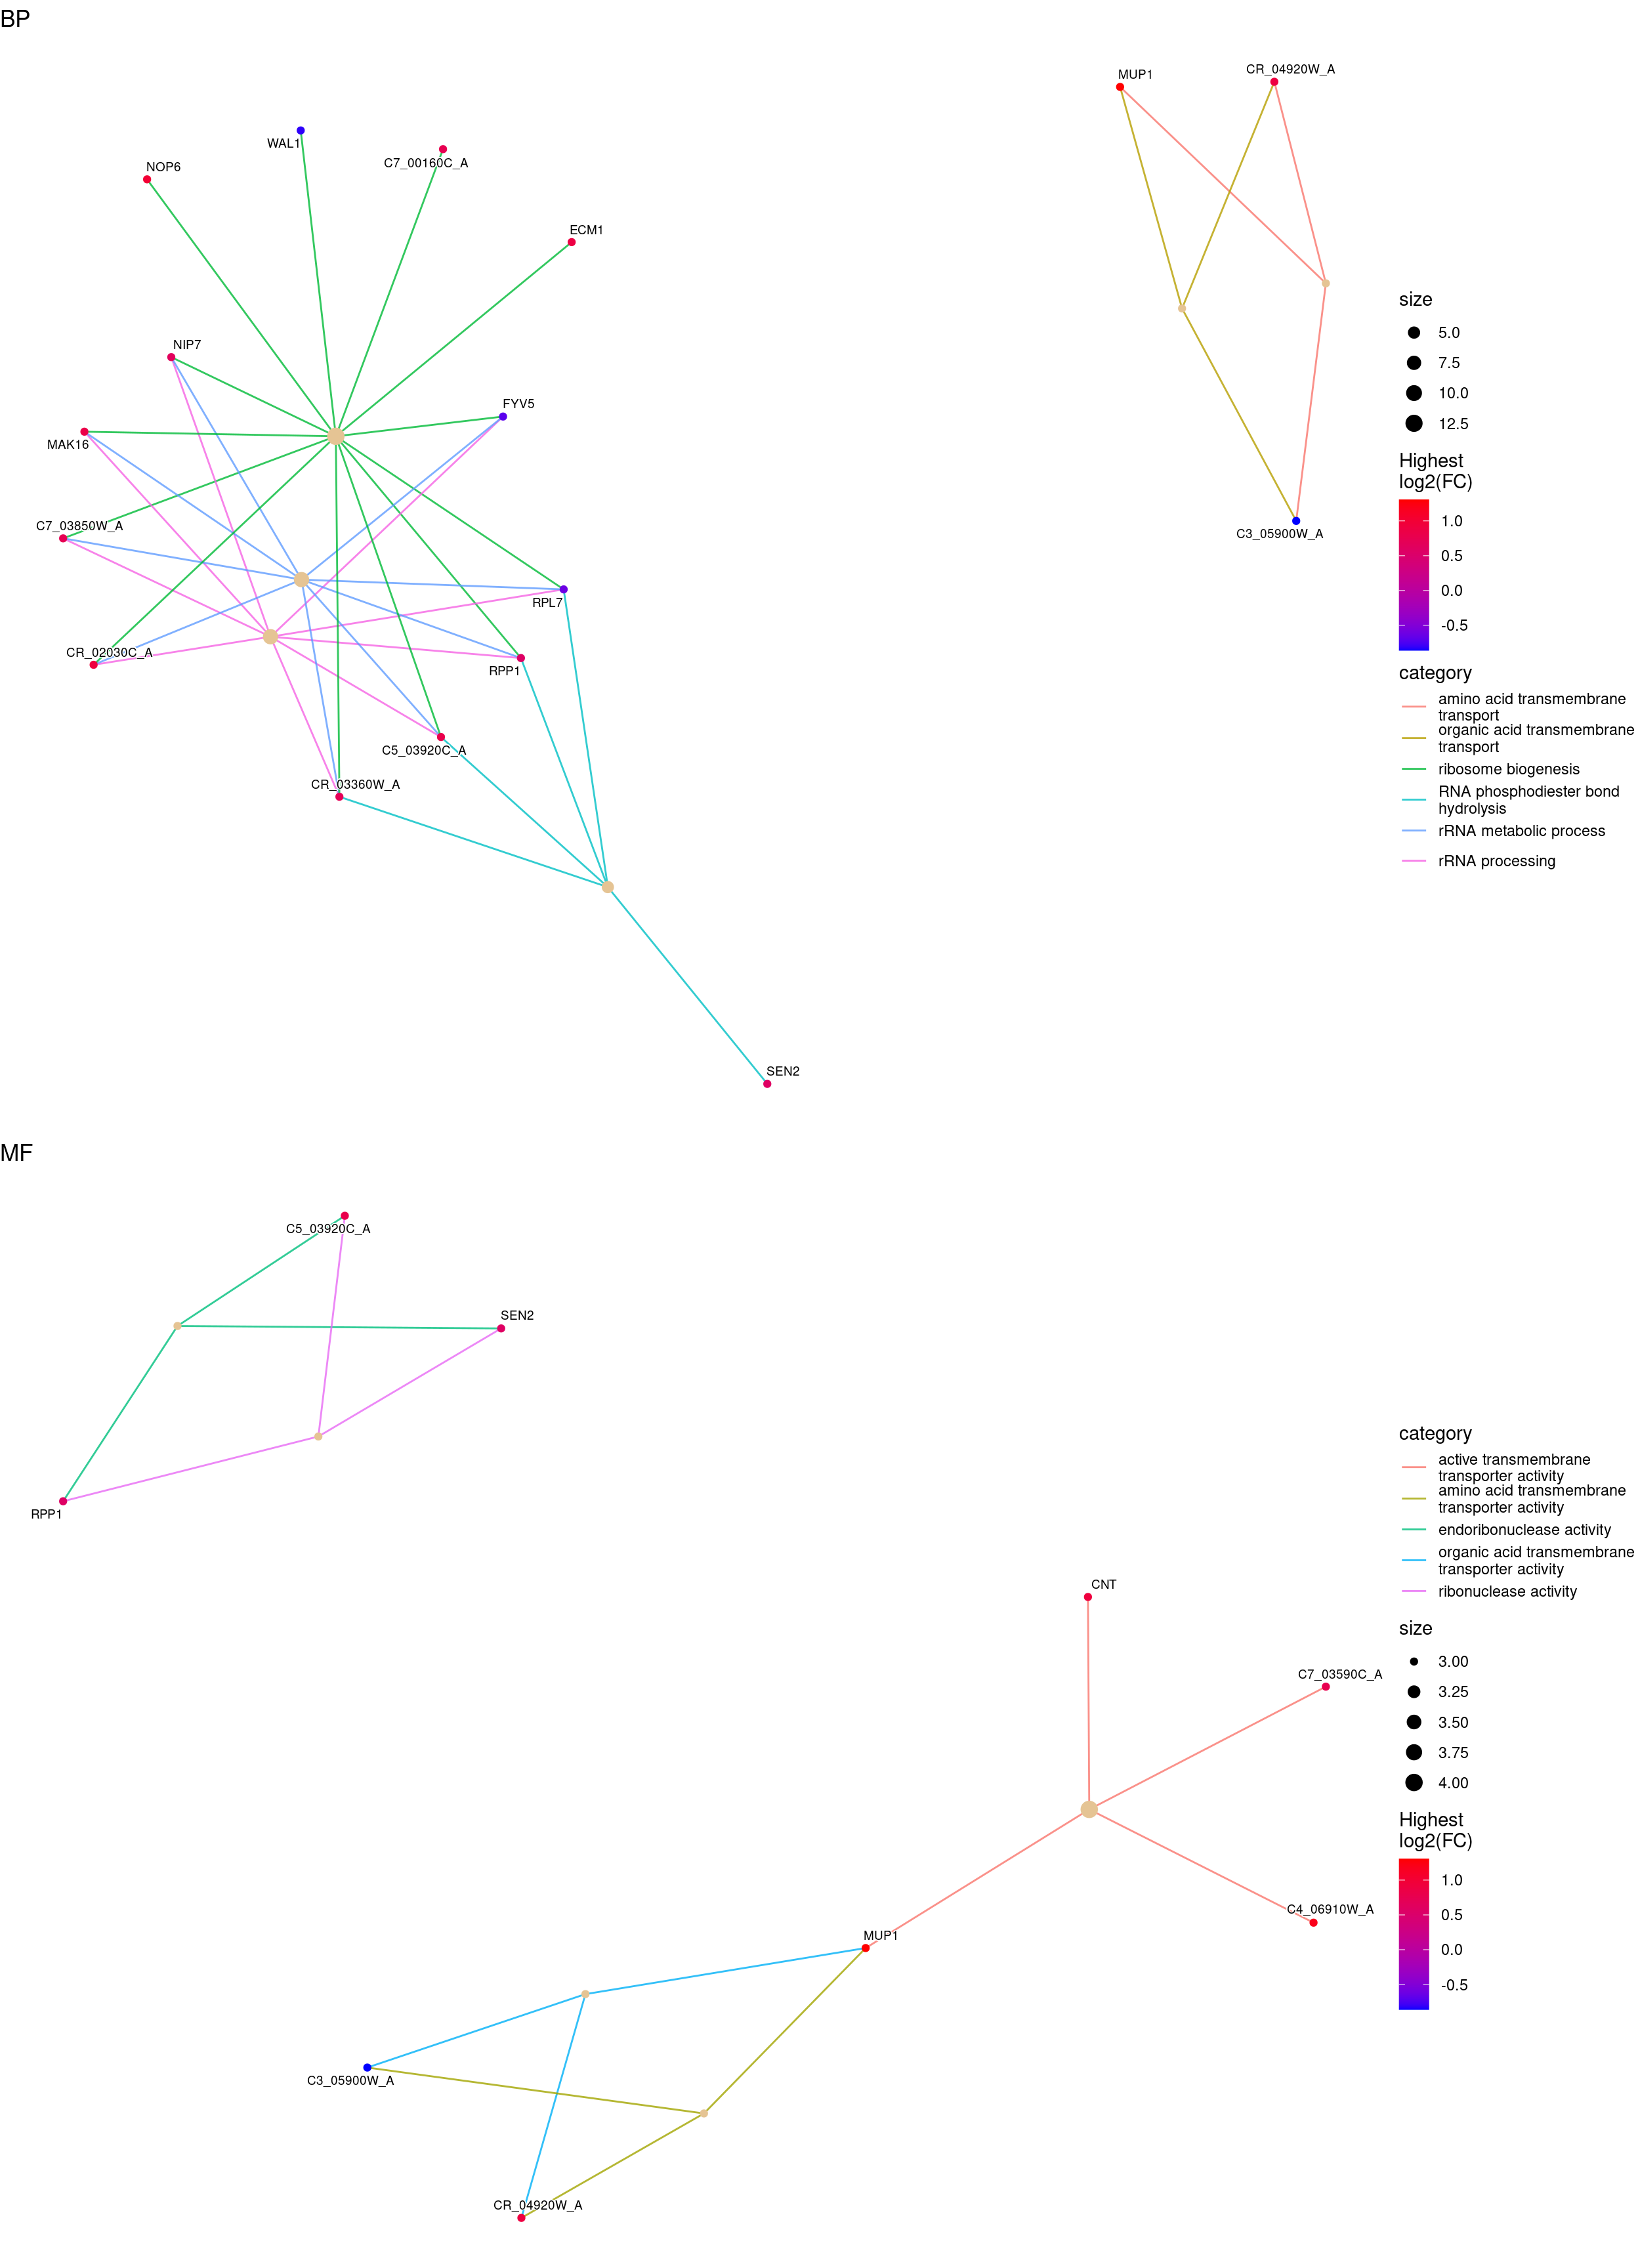 BP
MUP1
CR_04920W_A
WAL1
C7_00160C_A
NOP6
ECM1
NIP7
FYV5
MAK16
C7_03850W_A
RPL7
CR_02030C_A
RPP1
C5_03920C_A
CR_03360W_A
SEN2
C3_05900W_A
size
5.0
7.5
10.0
12.5
Highest
log2(FC)
1.0
0.5
0.0
-0.5
category
amino acid transmembrane
transport
organic acid transmembrane
transport
ribosome biogenesis
RNA phosphodiester bond
hydrolysis
rRNA metabolic process
rRNA processing
MF
C5_03920C_A
SEN2
RPP1
CNT
C7_03590C_A
C4_06910W_A
MUP1
C3_05900W_A
CR_04920W_A
category
active transmembrane
transporter activity
amino acid transmembrane
transporter activity
endoribonuclease activity
organic acid transmembrane
transporter activity
ribonuclease activity
size
3.00
3.25
3.50
3.75
4.00
Highest
log2(FC)
1.0
0.5
0.0
-0.5